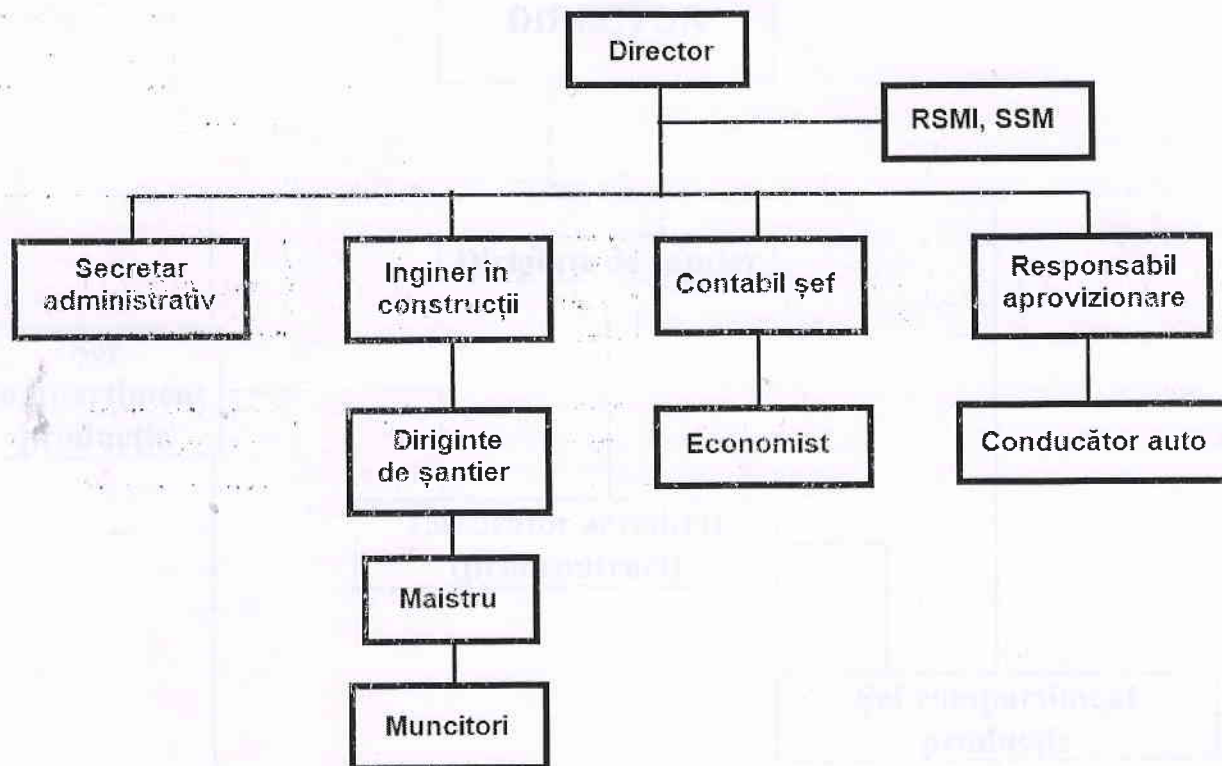 Director
RSMI, SSM
Secretar
administrativ
Inginer în
construcții
Contabil șef
Responsabil
aprovizionare
Diriginte
de șantier
Economist
Conducător auto
Maistru
Muncitori